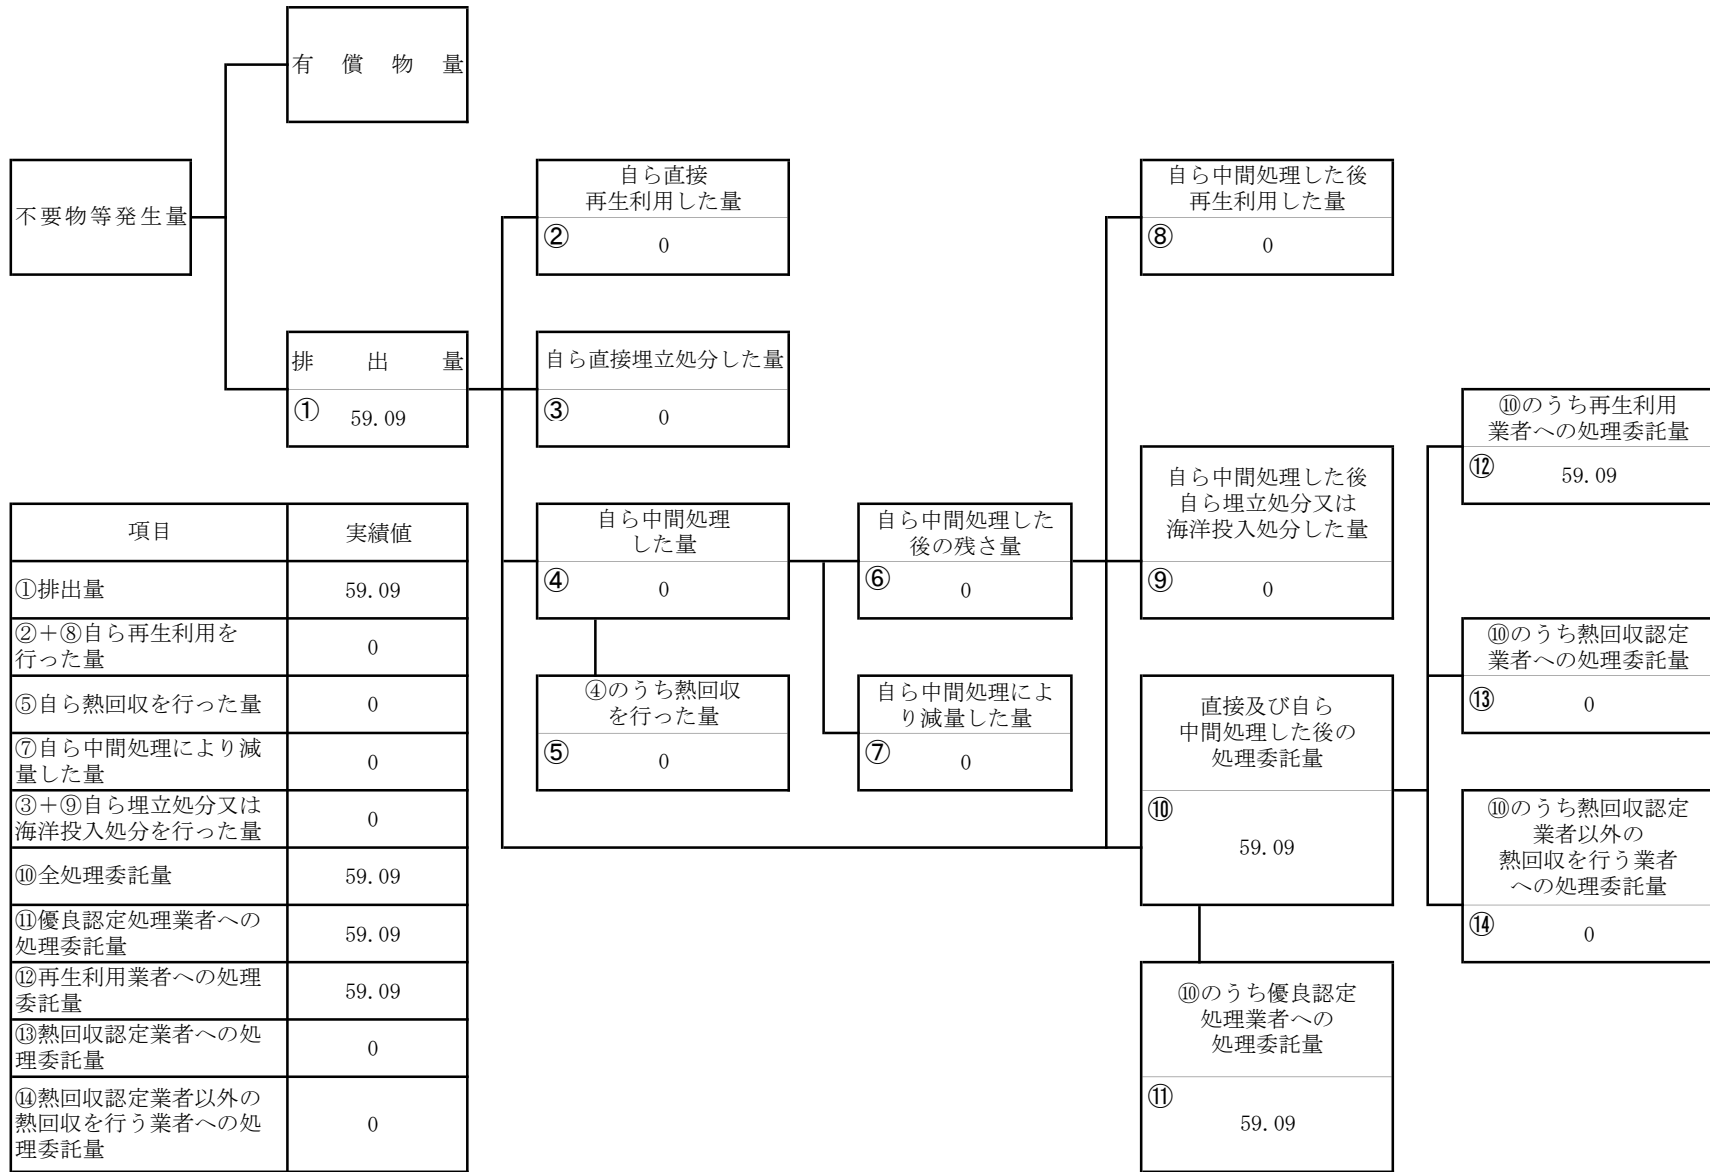 有償物量
不要物等発生量
排出量
① 59.09
自ら直接
再生利用した量
② 0
自ら直接埋立処分した量
③ 0
自ら中間処理
した量
④ 0
④のうち熱回収
を行った量
⑤ 0
自ら中間処理した
後の残さ量
⑥ 0
自ら中間処理によ
り減量した量
⑦ 0
自ら中間処理した後
再生利用した量
⑧ 0
自ら中間処理した後
自ら埋立処分又は
海洋投入処分した量
⑨ 0
直接及び自ら
中間処理した後の
処理委託量
⑩
59.09
⑩のうち優良認定
処理業者への
処理委託量
⑪
59.09
⑩のうち再生利用
業者への処理委託量
⑫ 59.09
⑩のうち熱回収認定
業者への処理委託量
⑬ 0
⑩のうち熱回収認定
業者以外の
熱回収を行う業者
への処理委託量
⑭ 0
項目 実績値
①排出量 59.09
②+⑧自ら再生利用を
行った量 0
⑤自ら熱回収を行った量 0
⑦自ら中間処理により減
量した量 0
③+⑨自ら埋立処分又は
海洋投入処分を行った量 0
⑩全処理委託量 59.09
⑪優良認定処理業者への
処理委託量 59.09
⑫再生利用業者への処理
委託量 59.09
⑬熱回収認定業者への処
理委託量 0
⑭熱回収認定業者以外の
熱回収を行う業者への処
理委託量 0